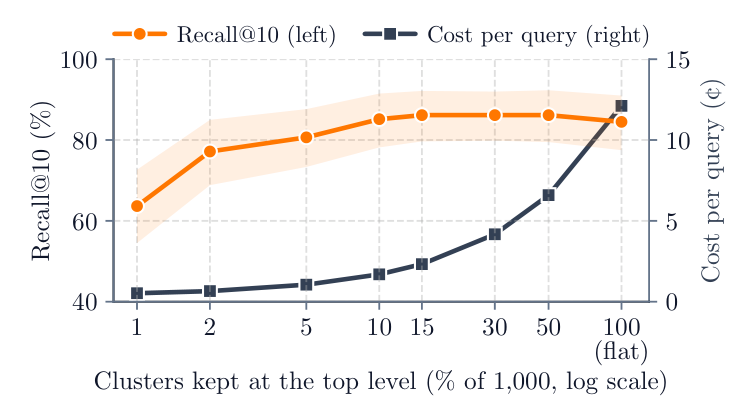 Recall@10 (left) Cost per query (right)
100 15
80 10
60 5
40 0
Recall@10 (%)
Cost per query (¢)
1 2 5 10 15 30 50 100
(flat)
Clusters kept at the top level (% of 1,000, log scale)